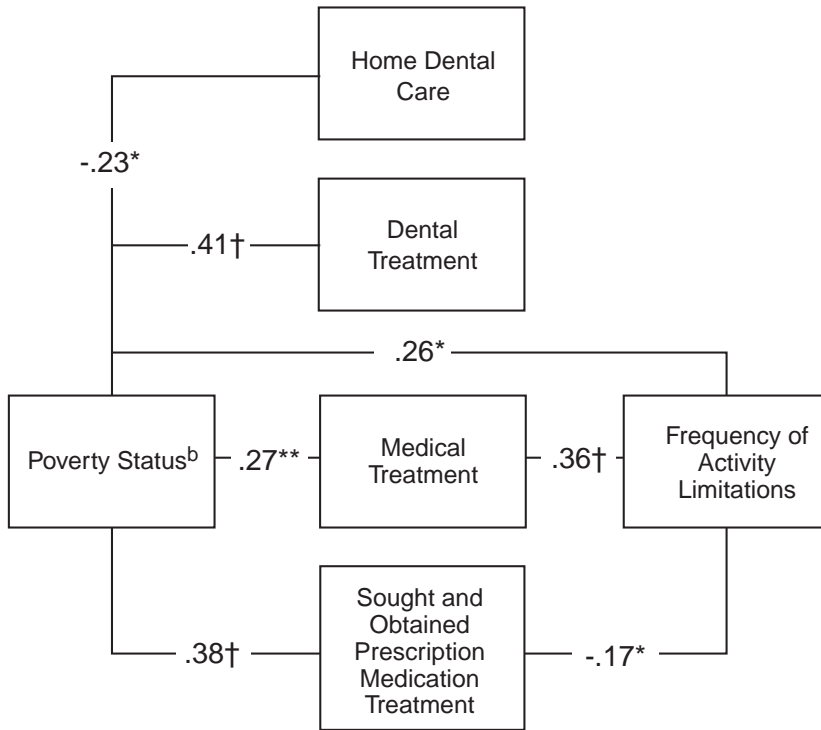 Home Dental
Care
-.23*
.41†
Dental
Treatment
.26*
Poverty Statusᵇ
.27**
Medical
Treatment
.36†
Frequency of
Activity
Limitations
.38†
Sought and
Obtained
Prescription
Medication
Treatment
-.17*